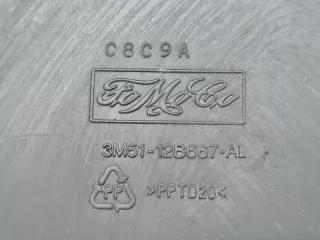 C8C9A
FoMoCo
3M51-12B667-AL
PP
>PPTD20<